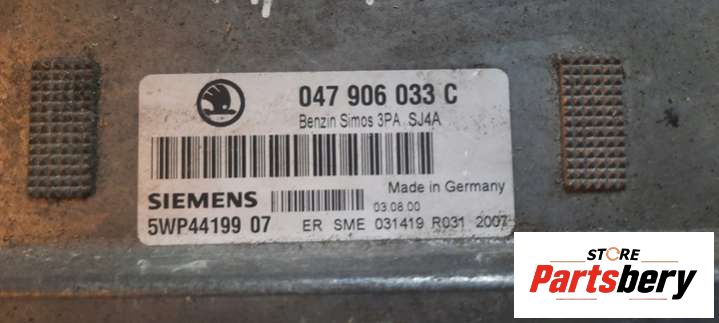 047 906 033 C
Benzin Simos 3PA SJ4A
Made in Germany
SIEMENS
03.08.00
5WP44199 07
ER SME 031419 R031 2007
STORE
Partsbery